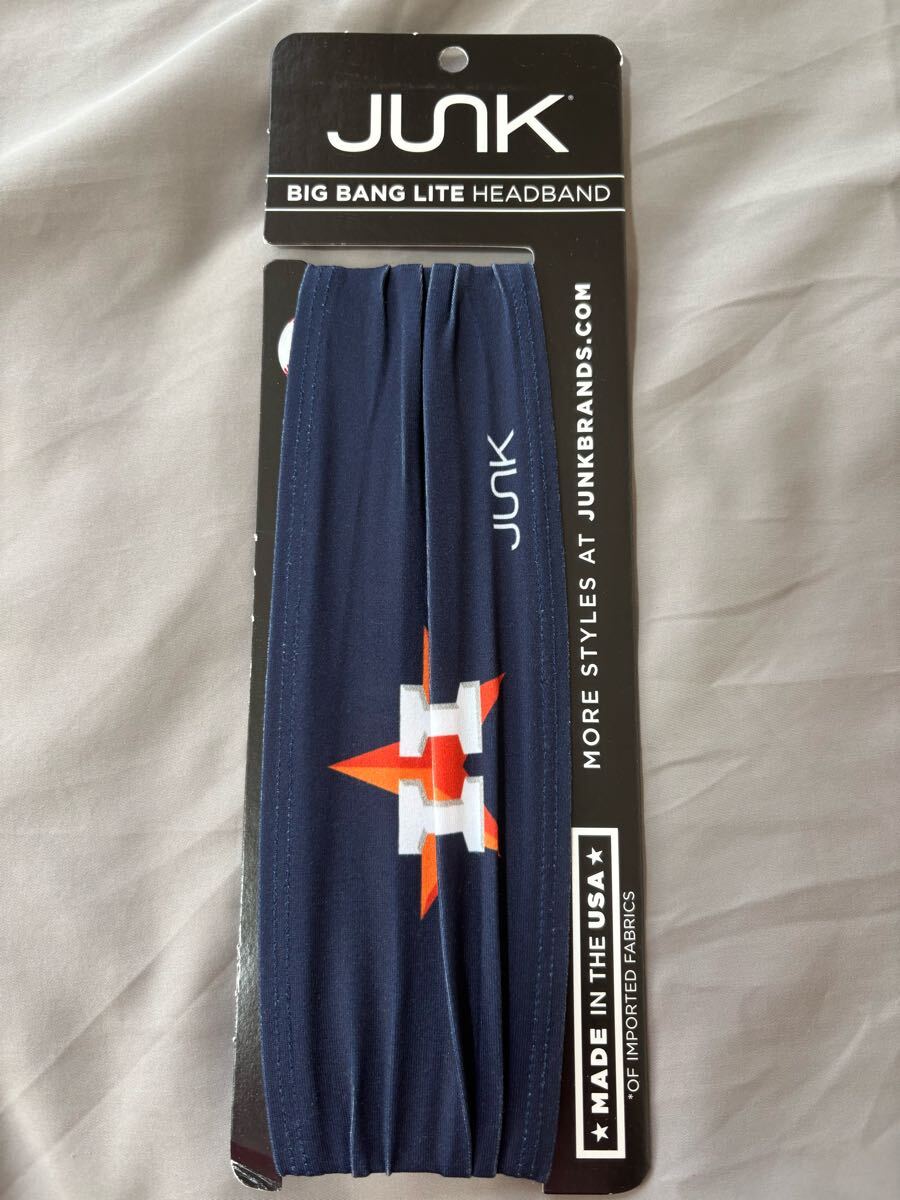 JUNK®
BIG BANG LITE HEADBAND
JUNK
MORE STYLES AT JUNKBRANDS.COM
★ MADE IN THE USA ★
*OF IMPORTED FABRICS
H